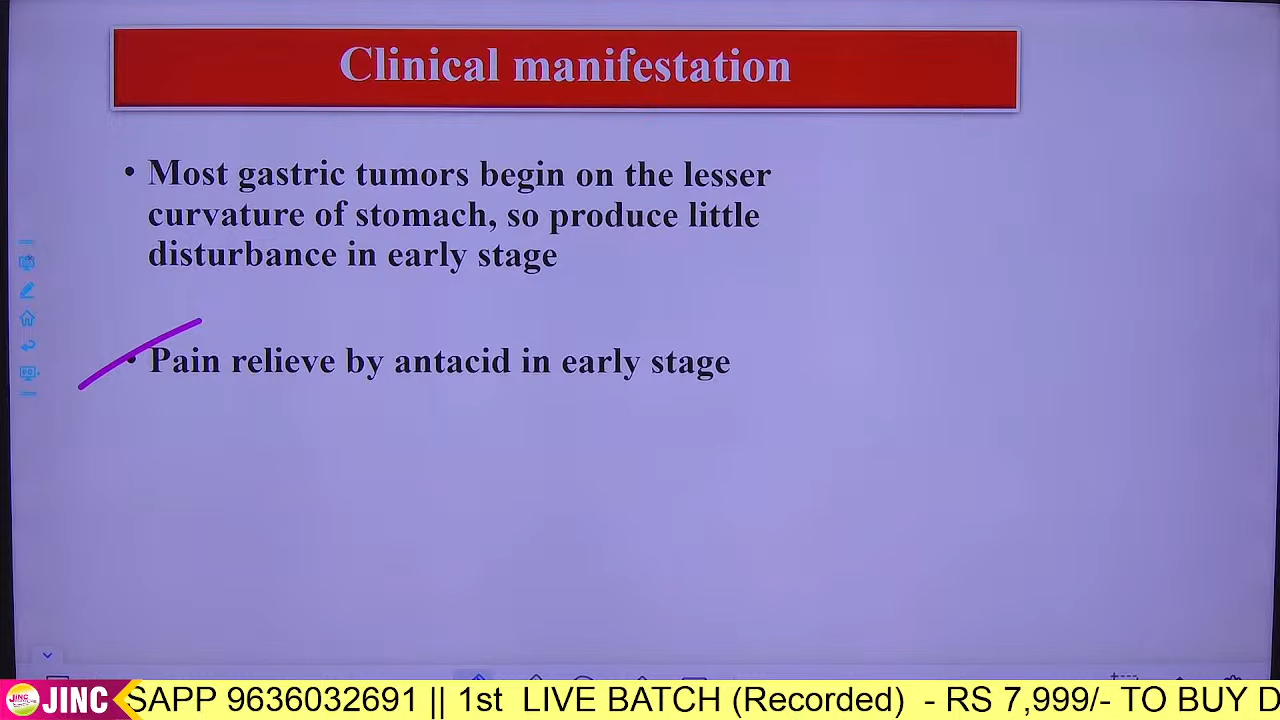 Clinical manifestation
• Most gastric tumors begin on the lesser
curvature of stomach, so produce little
disturbance in early stage
• Pain relieve by antacid in early stage
JINC SAPP 9636032691 || 1st LIVE BATCH (Recorded) - RS 7,999/- TO BUY D